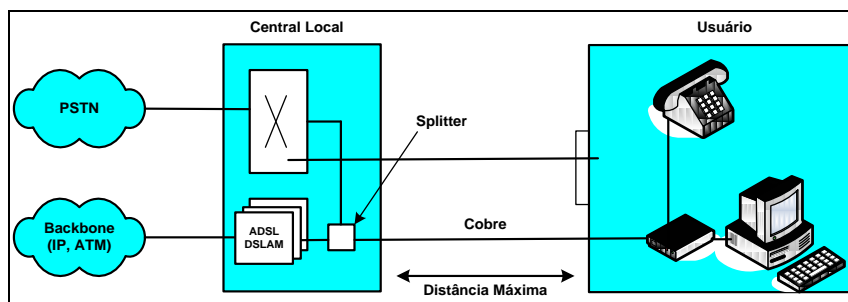 Central Local
Usuário
PSTN
Splitter
Backbone
(IP, ATM)
ADSL
DSLAM
Cobre
Distância Máxima